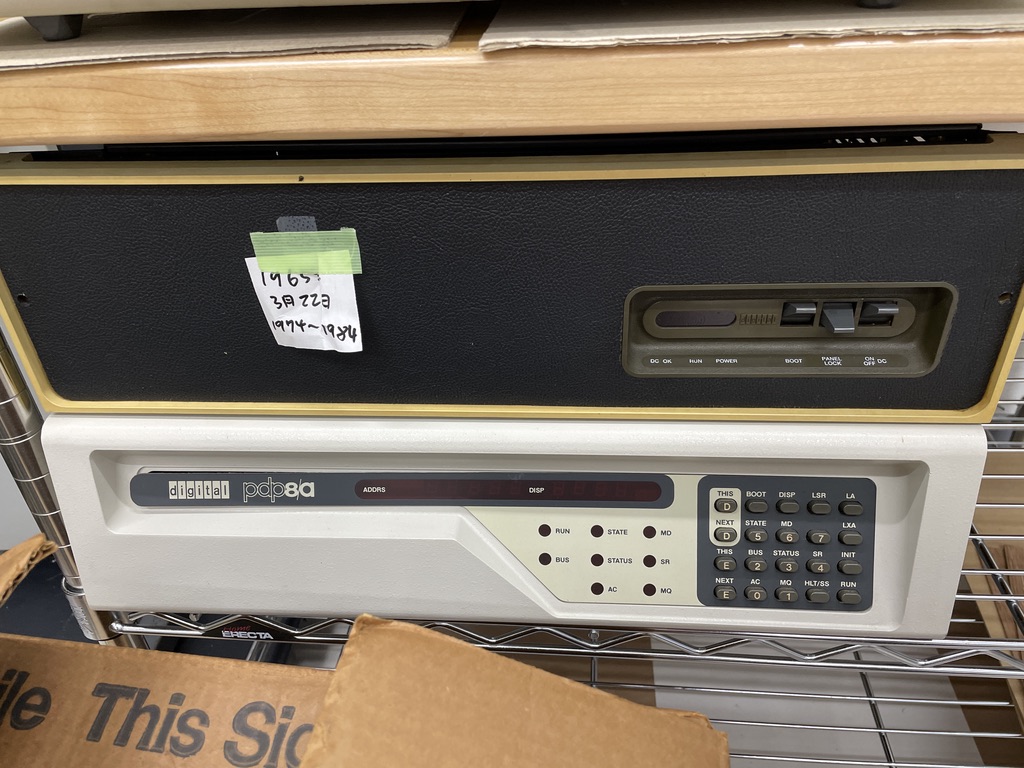 1965:
3月22日
1974~1984
DC OK RUN POWER BOOT PANEL LOCK ON OFF DC
digital pdp8/a ADDRS DISP
RUN STATE MD
BUS STATUS SR
AC MQ
THIS BOOT DISP LSR LA
D
NEXT STATE MD LXA
D 5 6 7
THIS BUS STATUS SR INIT
E 2 3 4
NEXT AC MQ HLT/SS RUN
E 0 1
ERECTA
This Sid